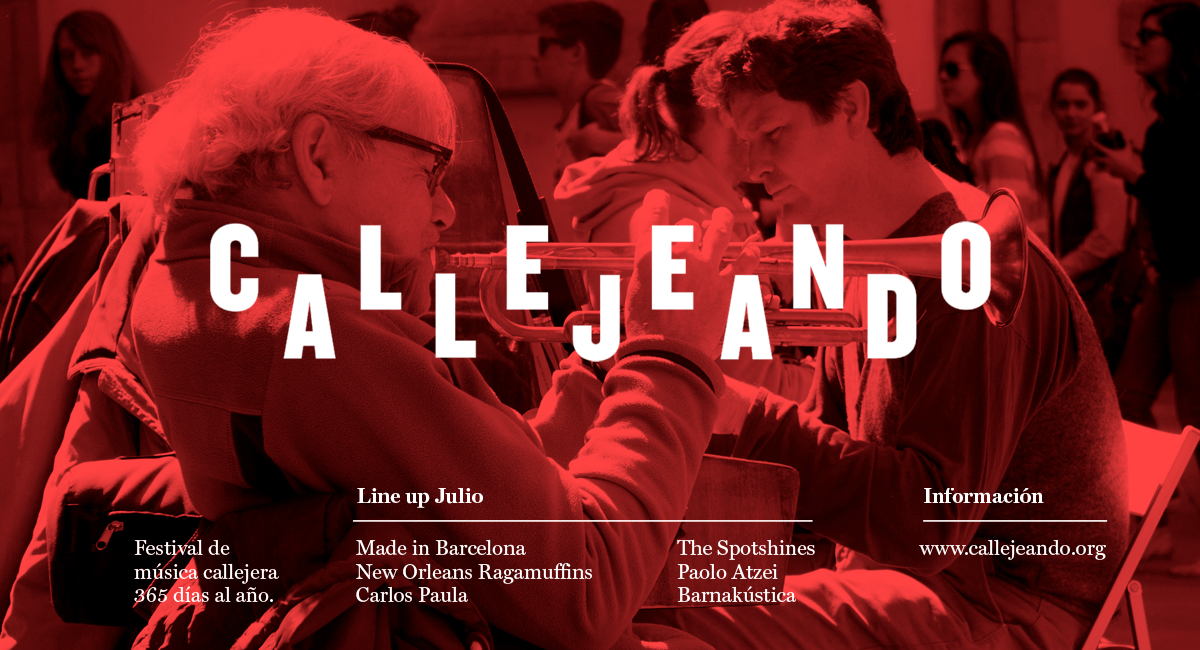 CALLEJEANDO
Festival de
música callejera
365 días al año.
Line up Julio
Made in Barcelona
New Orleans Ragamuffins
Carlos Paula
The Spotshines
Paolo Atzei
Barnakústica
Información
www.callejeando.org